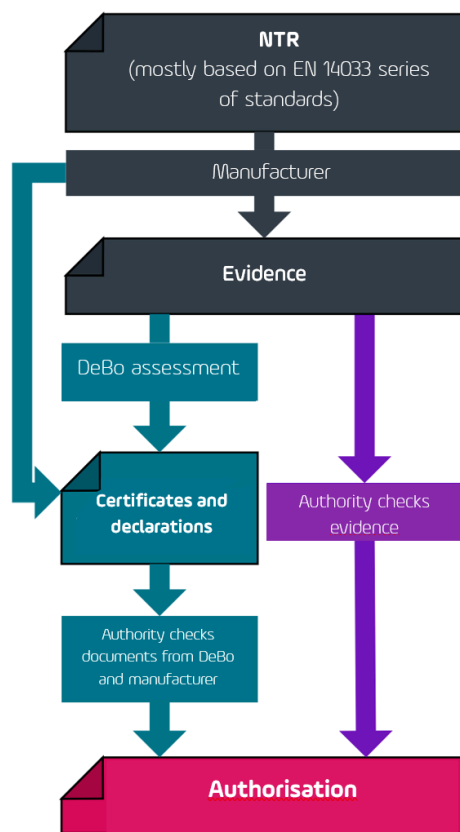 NTR
(mostly based on EN 14033 series
of standards)
Manufacturer
Evidence
DeBo assessment
Certificates and
declarations
Authority checks
evidence
Authority checks
documents from DeBo
and manufacturer
Authorisation